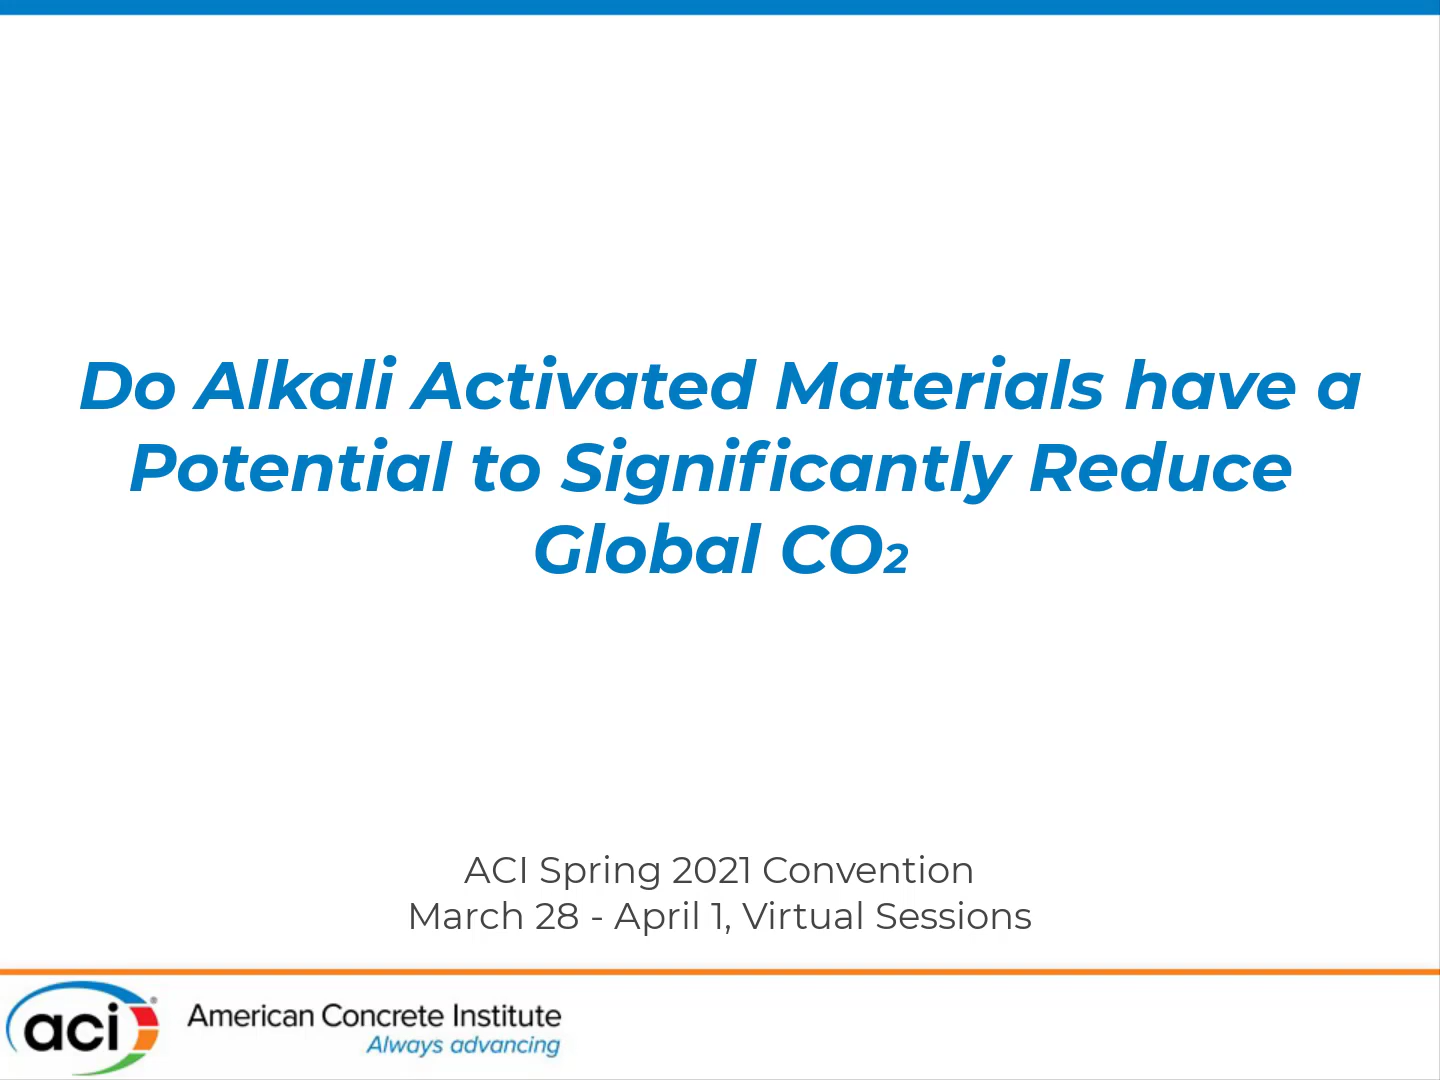 Do Alkali Activated Materials have a
Potential to Significantly Reduce
Global CO₂
ACI Spring 2021 Convention
March 28 - April 1, Virtual Sessions
aci®
American Concrete Institute
Always advancing